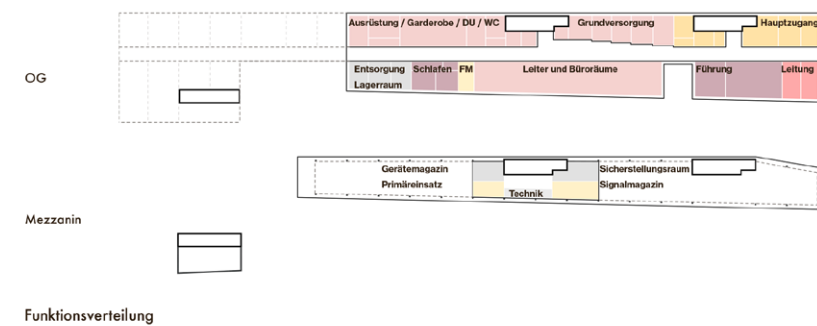 Ausrüstung / Garderobe / DU / WC
Grundversorgung
Hauptzugang
OG
Entsorgung
Schlafen
FM
Leiter und Büroräume
Führung
Leitung
Lagerraum
Gerätemagazin
Sicherstellungsraum
Primäreinsatz
Signalmagazin
Technik
Mezzanin
Funktionsverteilung